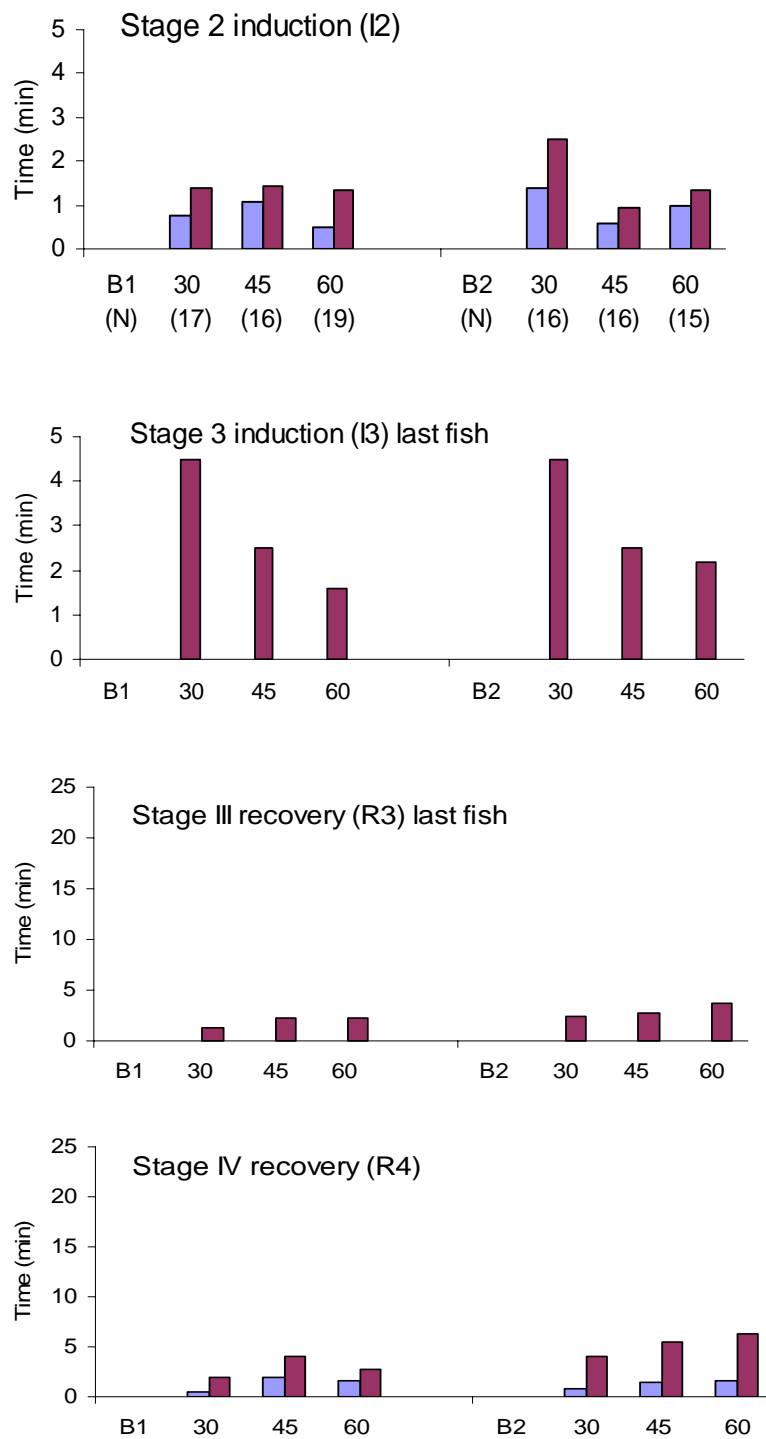 Stage 2 induction (I2)
5
4
3
2
1
0
Time (min)
B1 30 45 60 B2 30 45 60
(N) (17) (16) (19) (N) (16) (16) (15)
Stage 3 induction (I3) last fish
5
4
3
2
1
0
Time (min)
B1 30 45 60 B2 30 45 60
Stage III recovery (R3) last fish
25
20
15
10
5
0
Time (min)
B1 30 45 60 B2 30 45 60
Stage IV recovery (R4)
25
20
15
10
5
0
Time (min)
B1 30 45 60 B2 30 45 60